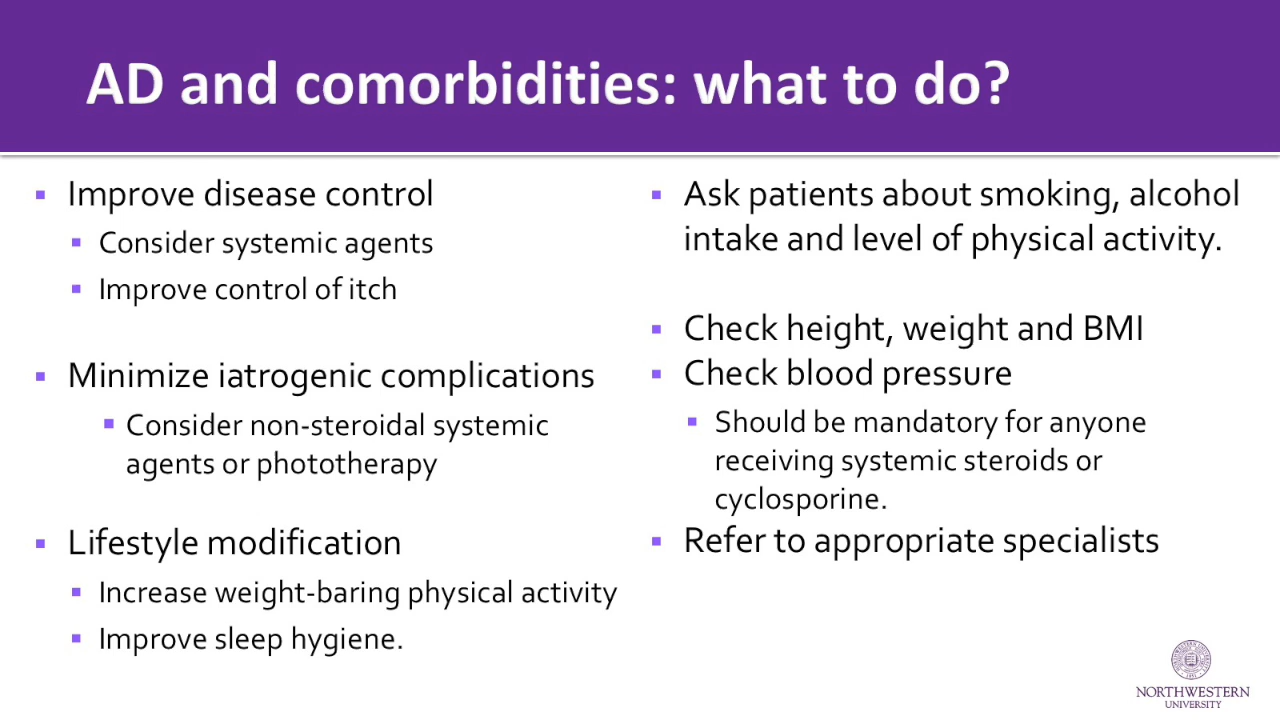 AD and comorbidities: what to do?
Improve disease control
Consider systemic agents
Improve control of itch
Minimize iatrogenic complications
Consider non-steroidal systemic
agents or phototherapy
Lifestyle modification
Increase weight-baring physical activity
Improve sleep hygiene.
Ask patients about smoking, alcohol
intake and level of physical activity.
Check height, weight and BMI
Check blood pressure
Should be mandatory for anyone
receiving systemic steroids or
cyclosporine.
Refer to appropriate specialists
NORTHWESTERN
UNIVERSITY